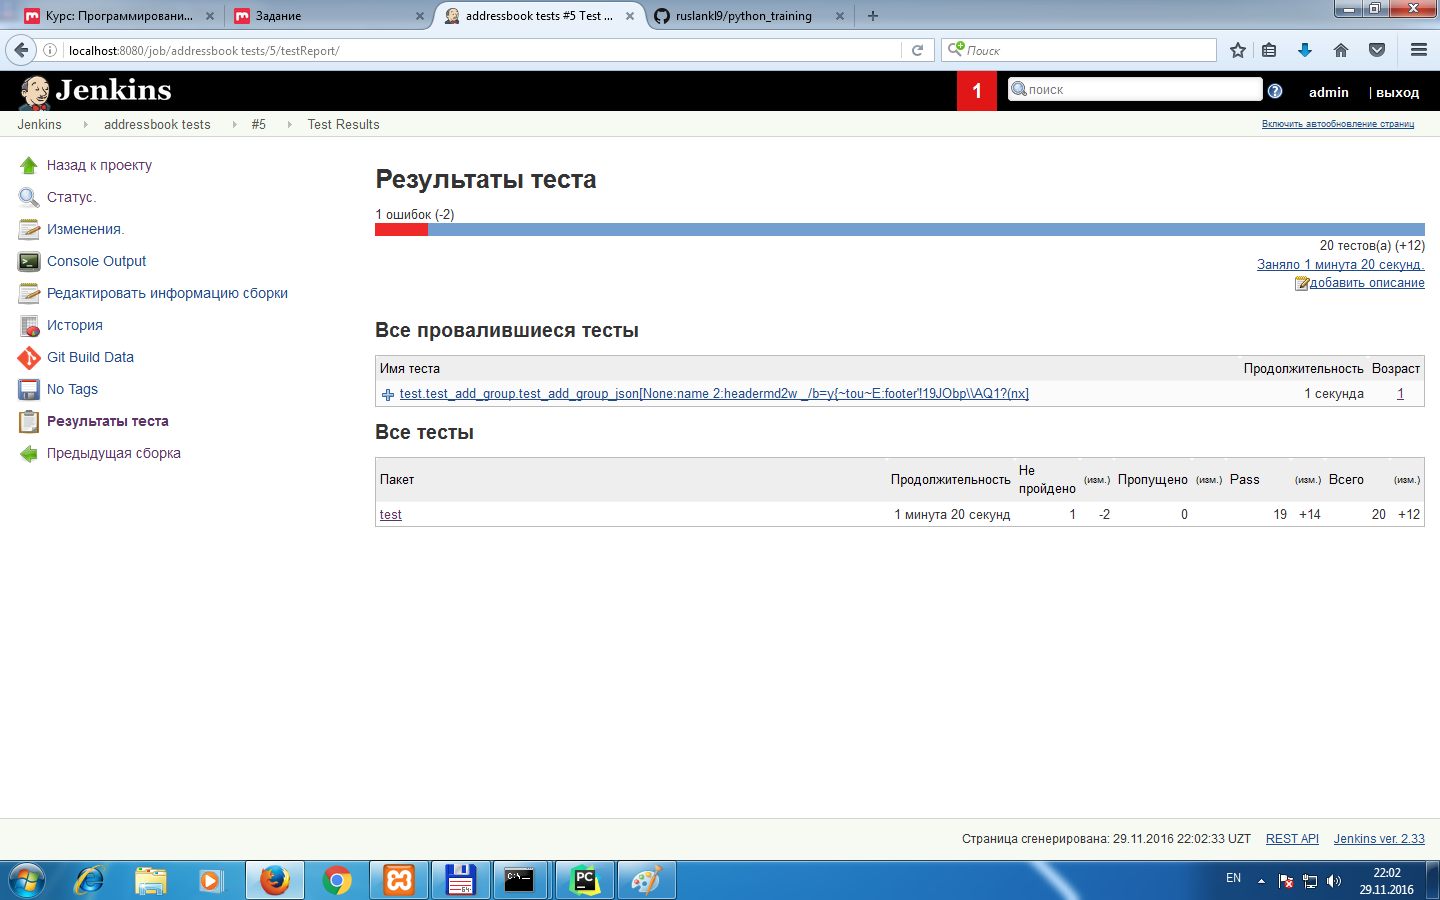 Курс: Программировани...
Задание
addressbook tests #5 Test ...
ruslankl9/python_training
localhost:8080/job/addressbook tests/5/testReport/
Поиск
Jenkins
1
поиск
admin
| выход
Jenkins
addressbook tests
#5
Test Results
Включить автообновление страниц
Назад к проекту
Статус.
Изменения.
Console Output
Редактировать информацию сборки
История
Git Build Data
No Tags
Результаты теста
Предыдущая сборка
Результаты теста
1 ошибок (-2)
20 тестов(а) (+12)
Заняло 1 минута 20 секунд.
добавить описание
Все провалившиеся тесты
Имя теста Продолжительность Возраст
test.test_add_group.test_add_group_json[None:name 2:headermd2w _/b=y{~tou~E:footer'!19JObp\\AQ1?(nx] 1 секунда 1
Все тесты
Пакет Продолжительность Не пройдено (изм.) Пропущено (изм.) Pass (изм.) Всего (изм.)
test 1 минута 20 секунд 1 -2 0 19 +14 20 +12
Страница сгенерирована: 29.11.2016 22:02:33 UZT
REST API
Jenkins ver. 2.33
EN
22:02
29.11.2016
64
C:\_
PC